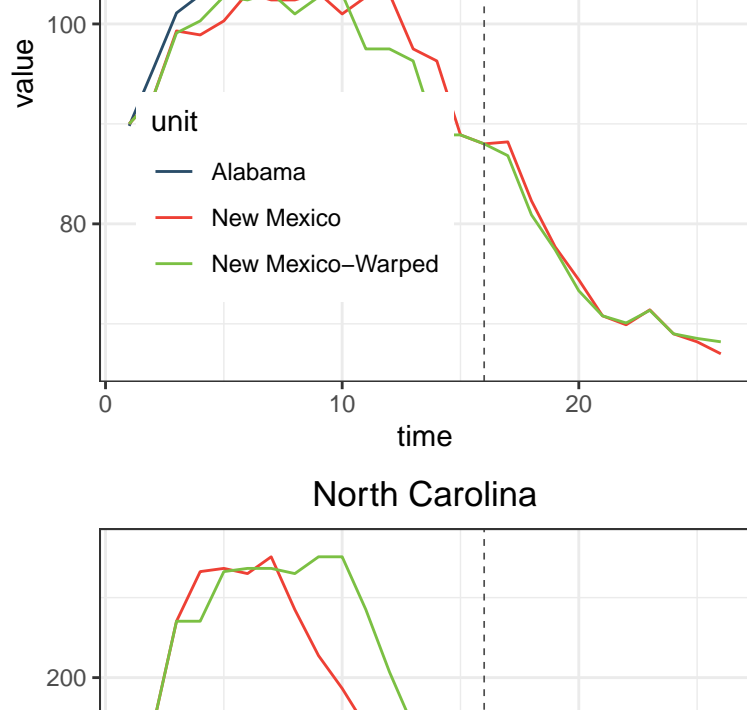 100
value
unit
Alabama
New Mexico
80
New Mexico−Warped
0 10 20
time
North Carolina
200